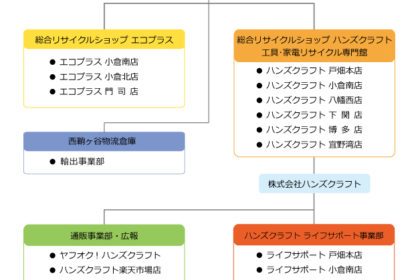 総合リサイクルショップ エコプラス
● エコプラス 小倉南店
● エコプラス 小倉北店
● エコプラス 門 司 店
総合リサイクルショップ ハンズクラフト
工具･家電リサイクル専門館
● ハンズクラフト 戸畑本店
● ハンズクラフト 小倉南店
● ハンズクラフト 八幡西店
● ハンズクラフト 下 関 店
● ハンズクラフト 博 多 店
● ハンズクラフト 宜野湾店
西鞘ヶ谷物流倉庫
● 輸出事業部
株式会社ハンズクラフト
通販事業部・広報
● ヤフオク！ハンズクラフト
● ハンズクラフト楽天市場店
ハンズクラフト ライフサポート事業部
● ライフサポート 戸畑本店
● ライフサポート 小倉南店